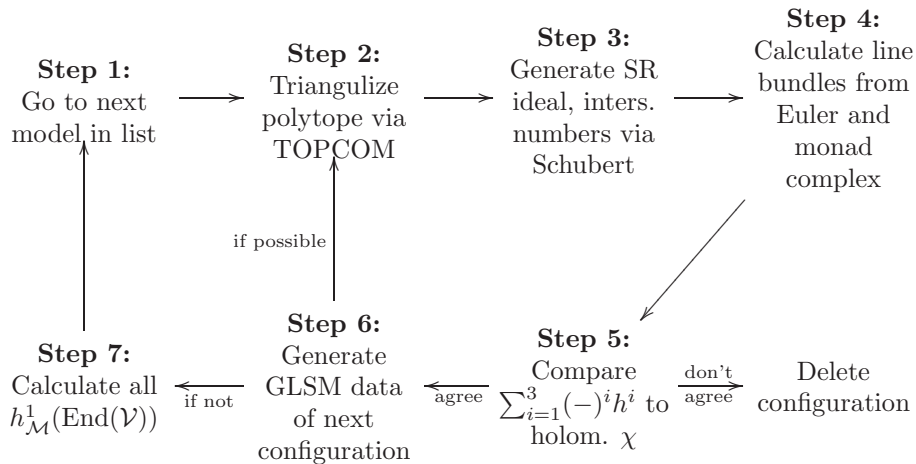 Step 1:
Go to next
model in list
Step 2:
Triangulize
polytope via
TOPCOM
Step 3:
Generate SR
ideal, inters.
numbers via
Schubert
Step 4:
Calculate line
bundles from
Euler and
monad
complex
if possible
Step 7:
Calculate all
$h^1_{\mathcal{M}}(\mathrm{End}(\mathcal{V}))$
if not
Step 6:
Generate
GLSM data
of next
configuration
agree
Step 5:
Compare
$\sum_{i=1}^{3}(-)^i h^i$ to
holom. χ
don't
agree
Delete
configuration